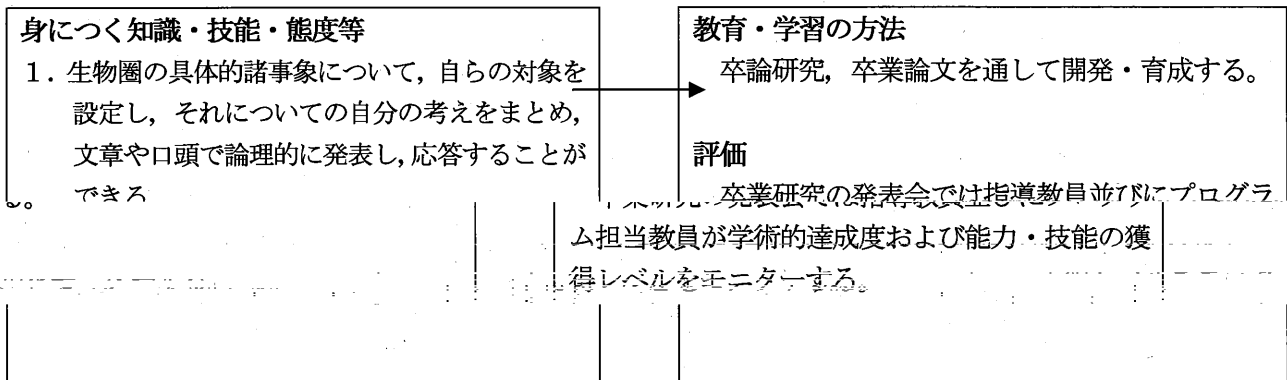 身につく知識・技能・態度等
1．生物圏の具体的諸事象について，自らの対象を
設定し，それについての自分の考えをまとめ，
文章や口頭で論理的に発表し，応答することが
できる
。
教育・学習の方法
卒論研究，卒業論文を通して開発・育成する。
評価
卒業研究の発表会では指導教員並びにプログラ
ム担当教員が学術的達成度および能力・技能の獲
得レベルをモニターする。